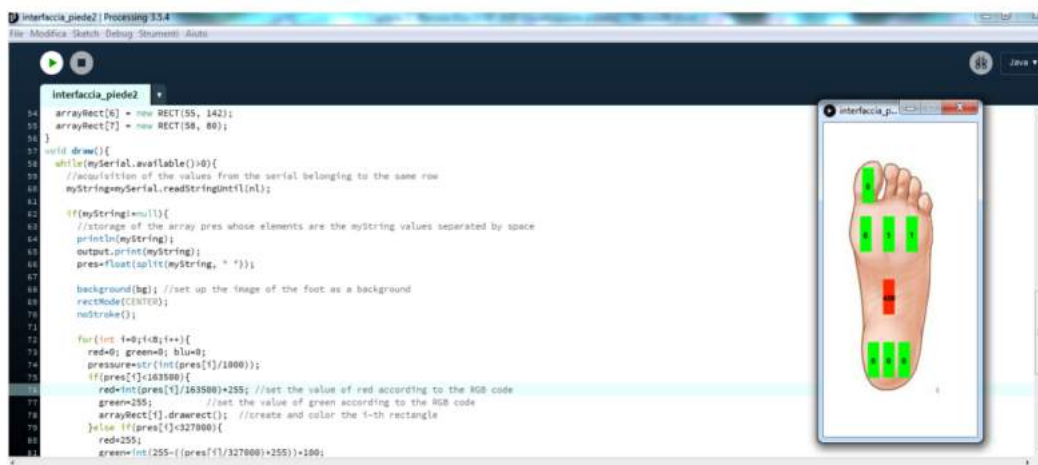 interfaccia_piede2 | Processing 3.5.4
File Modifica Sketch Debug Strumenti Aiuto
Java
interfaccia_piede2
54 arrayRect[6] = new RECT(55, 142);
55 arrayRect[7] = new RECT(58, 80);
56 }
57 void draw(){
58 while(mySerial.available()>0){
59 //acquisition of the values from the serial belonging to the same row
60 myString=mySerial.readStringUntil(nl);
61
62 if(myString!=null){
63 //storage of the array pres whose elements are the myString values separated by space
64 println(myString);
65 output.print(myString);
66 pres=float(split(myString, " "));
67
68 background(bg); //set up the image of the foot as a background
69 rectMode(CENTER);
70 noStroke();
71
72 for(int i=0;i<8;i++){
73 red=0; green=0; blu=0;
74 pressure=str(int(pres[i]/1000));
75 if(pres[i]<163500){
76 red=int(pres[i]/163500)*255; //set the value of red according to the RGB code
77 green=255; //set the value of green according to the RGB code
78 arrayRect[i].drawrect(); //create and color the i-th rectangle
79 }else if(pres[i]<327000){
80 red=255;
81 green=int(255-((pres[i]/327000)*255))+100;
interfaccia_p...
0
0 1 1
0 0 0